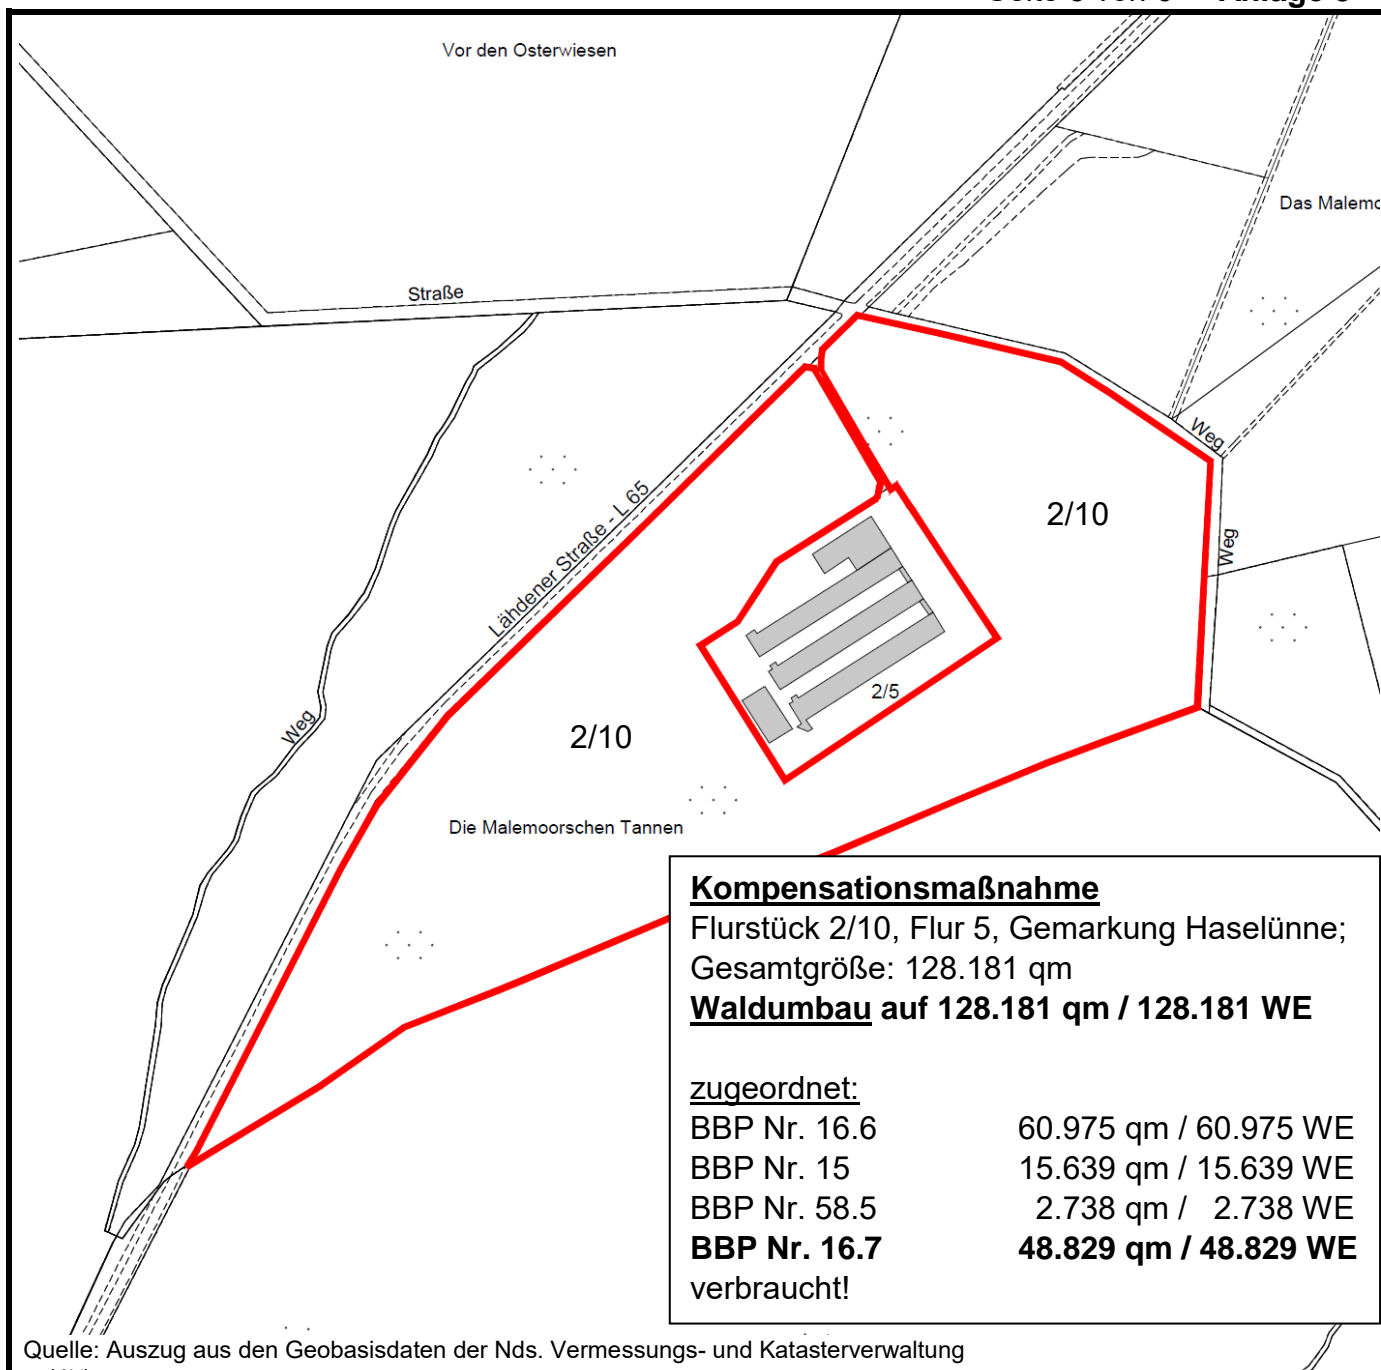 Vor den Osterwiesen
Das Malemo
Straße
Weg
2/10
Weg
Lähdener Straße - L 65
2/5
Weg
2/10
Die Malemoorschen Tannen
Kompensationsmaßnahme
Flurstück 2/10, Flur 5, Gemarkung Haselünne;
Gesamtgröße: 128.181 qm
Waldumbau auf 128.181 qm / 128.181 WE
zugeordnet:
BBP Nr. 16.6 60.975 qm / 60.975 WE
BBP Nr. 15 15.639 qm / 15.639 WE
BBP Nr. 58.5 2.738 qm / 2.738 WE
BBP Nr. 16.7 48.829 qm / 48.829 WE
verbraucht!
Quelle: Auszug aus den Geobasisdaten der Nds. Vermessungs- und Katasterverwaltung